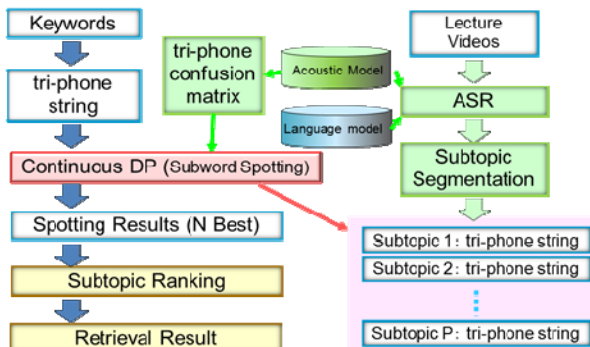 Keywords
tri-phone
string
tri-phone
confusion
matrix
Acoustic Model
Language model
Lecture
Videos
ASR
Subtopic
Segmentation
Continuous DP (Subword Spotting)
Spotting Results (N Best)
Subtopic Ranking
Retrieval Result
Subtopic 1: tri-phone string
Subtopic 2: tri-phone string
Subtopic P: tri-phone string